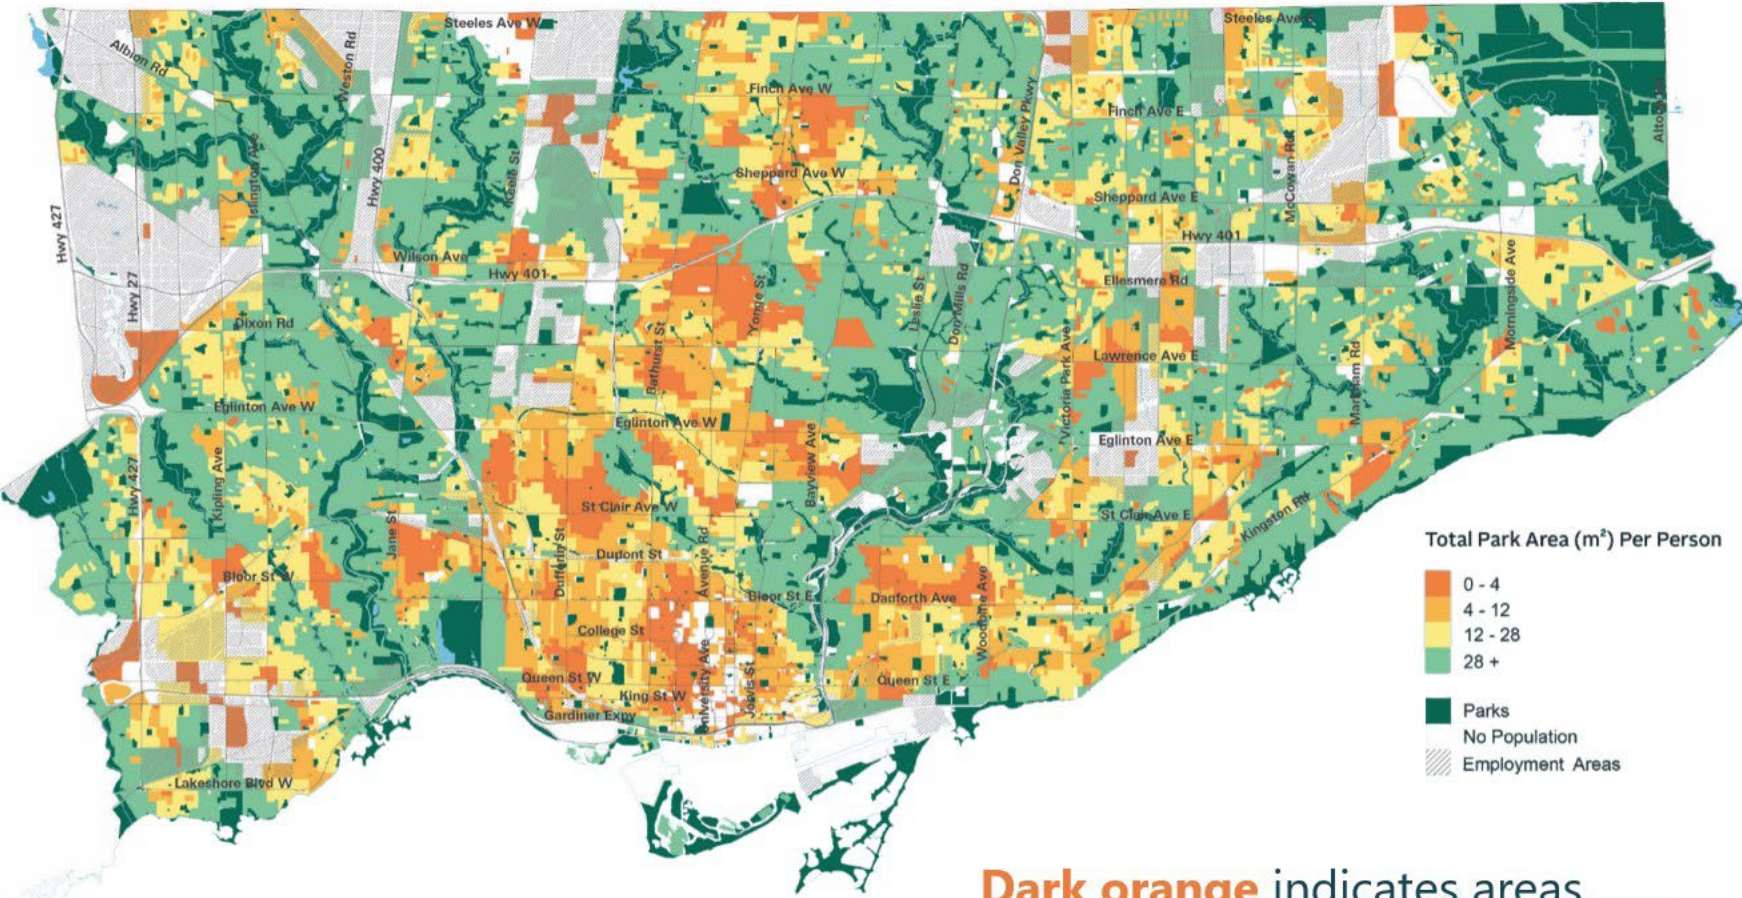 Steeles Ave W
Steeles Ave E
Albion Rd
Weston Rd
Finch Ave W
Don Valley Pkwy
Finch Ave E
Islington Ave
Hwy 400
Keele St
Sheppard Ave W
McCowan Rd
Sheppard Ave E
Hwy 427
Wilson Ave
Hwy 401
Hwy 401
Hwy 27
Ellesmere Rd
Morningside Ave
Yonge St
Leslie St
Don Mills Rd
Dixon Rd
Bathurst St
Lawrence Ave E
Victoria Park Ave
Markham Rd
Eglinton Ave W
Eglinton Ave W
Eglinton Ave E
Hwy 427
Kipling Ave
Bayview Ave
St Clair Ave W
St Clair Ave E
Kingston Rd
Jane St
Dufferin St
Dupont St
Avenue Rd
Bloor St W
Bloor St E
Danforth Ave
Woodbine Ave
College St
Queen St W
King St W
University Ave
Jarvis St
Queen St E
Gardiner Expy
Lakeshore Blvd W
Total Park Area (m²) Per Person
0 - 4
4 - 12
12 - 28
28 +
Parks
No Population
Employment Areas
Dark orange indicates areas